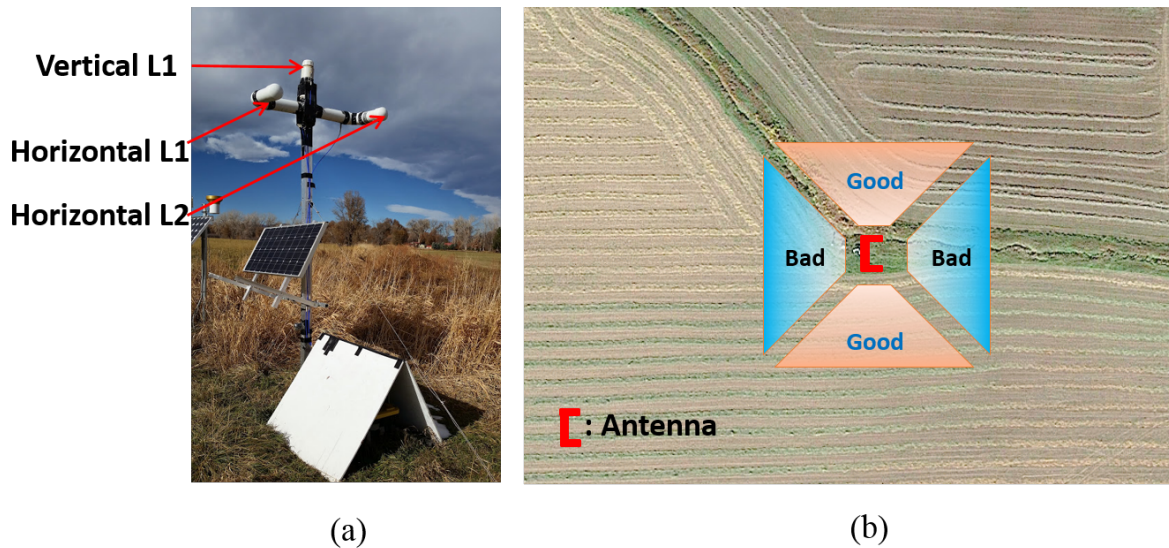 Vertical L1
Horizontal L1
Horizontal L2
Good
Bad
Bad
Good
: Antenna
(a)
(b)